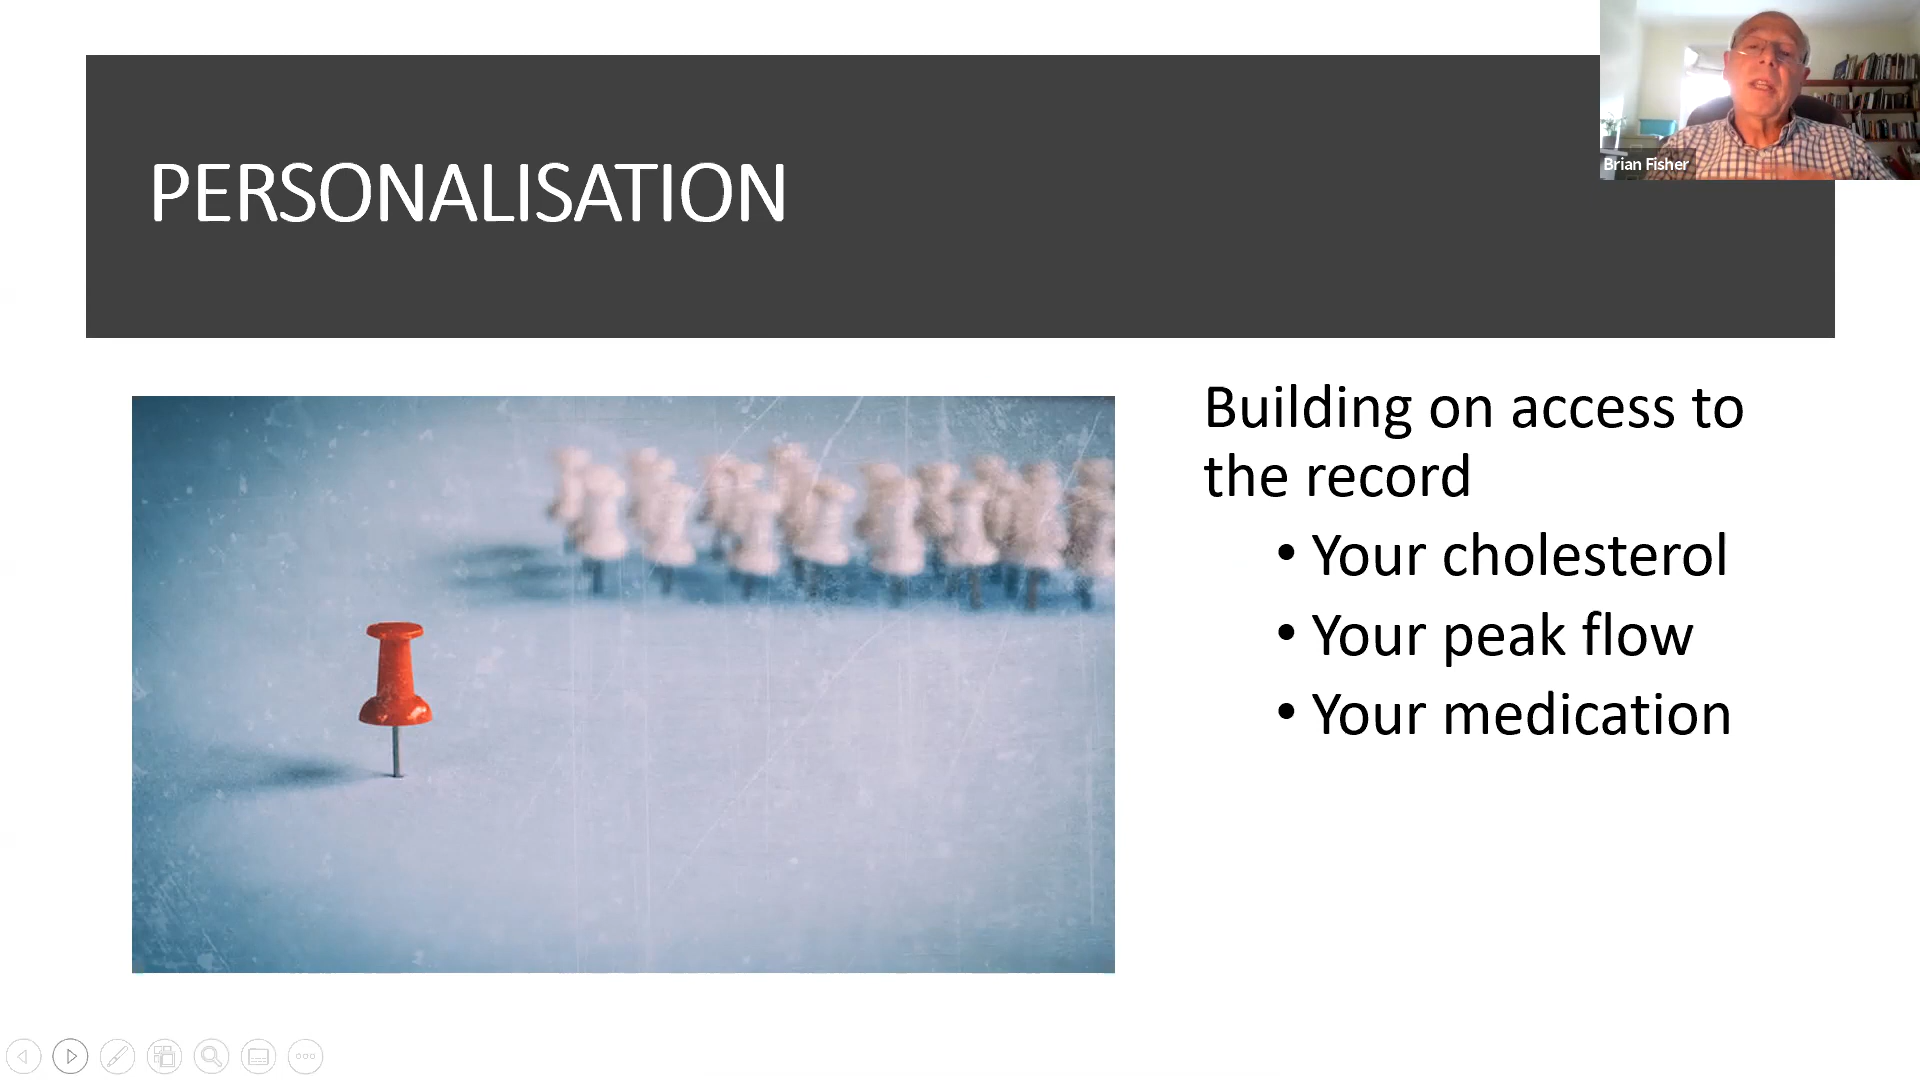 PERSONALISATION
Brian Fisher
Building on access to
the record
• Your cholesterol
• Your peak flow
• Your medication